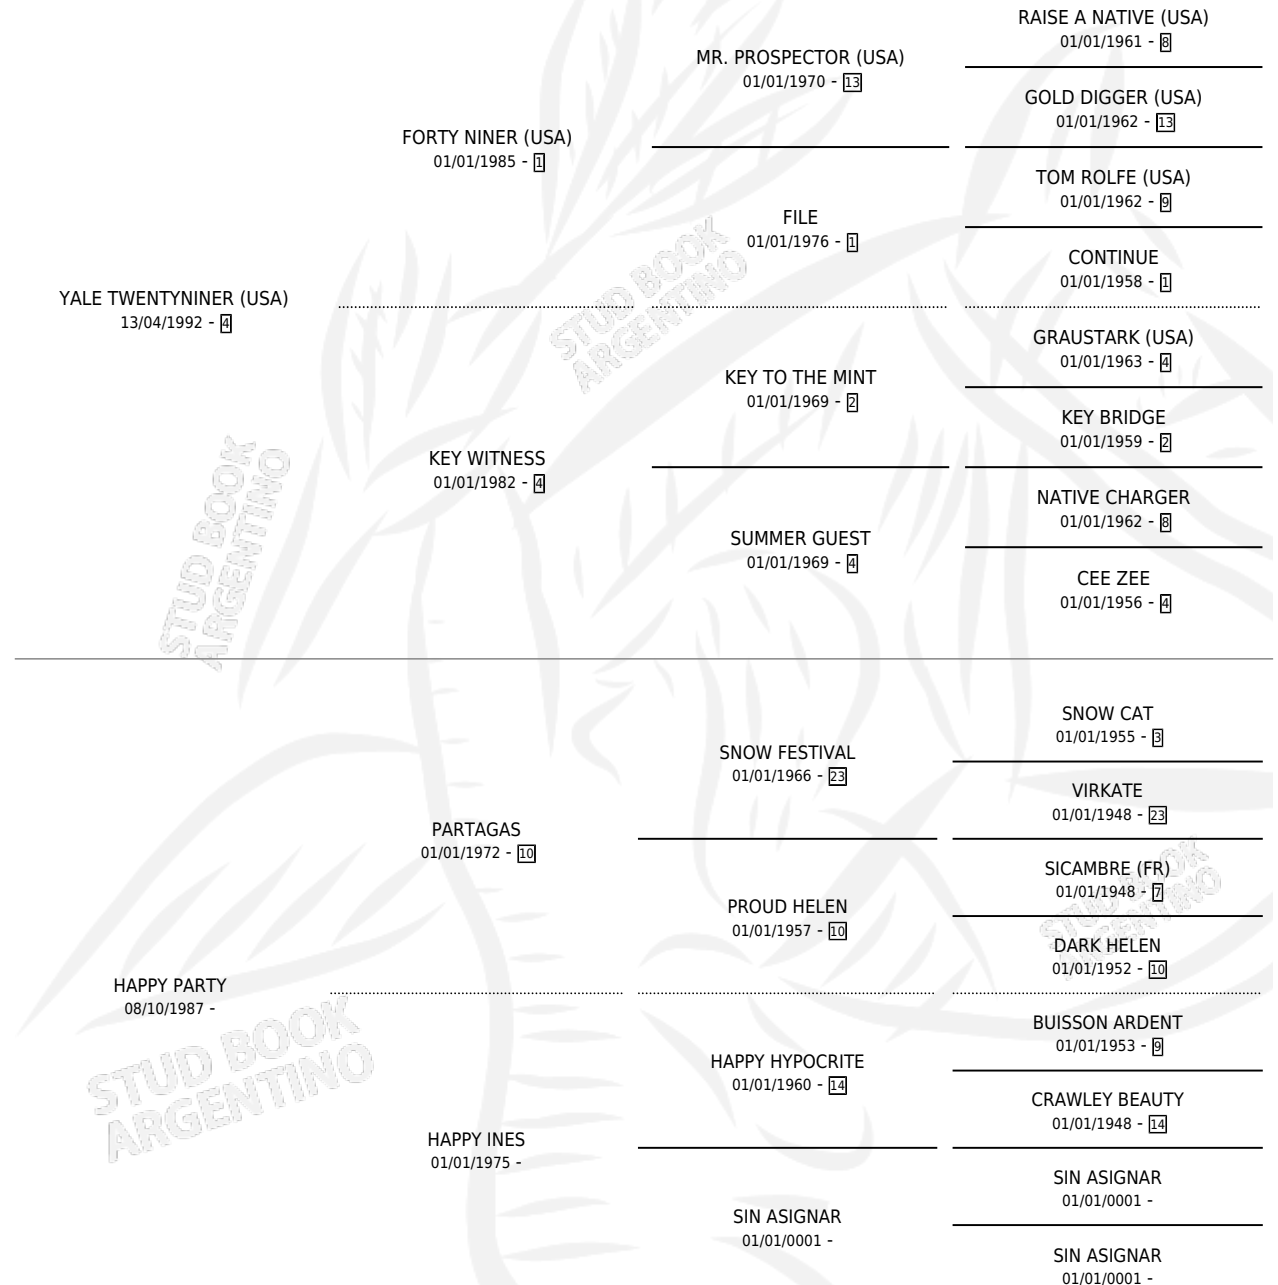 RAISE A NATIVE (USA)
01/01/1961 - 8
MR. PROSPECTOR (USA)
01/01/1970 - 13
GOLD DIGGER (USA)
01/01/1962 - 13
FORTY NINER (USA)
01/01/1985 - 1
TOM ROLFE (USA)
01/01/1962 - 9
FILE
01/01/1976 - 1
CONTINUE
01/01/1958 - 1
YALE TWENTYNINER (USA)
13/04/1992 - 4
STUD BOOK
ARGENTINO
GRAUSTARK (USA)
01/01/1963 - 4
KEY TO THE MINT
01/01/1969 - 2
KEY BRIDGE
01/01/1959 - 2
KEY WITNESS
01/01/1982 - 4
NATIVE CHARGER
01/01/1962 - 8
SUMMER GUEST
01/01/1969 - 4
CEE ZEE
01/01/1956 - 4
STUD BOOK
ARGENTINO
SNOW CAT
01/01/1955 - 3
SNOW FESTIVAL
01/01/1966 - 23
VIRKATE
01/01/1948 - 23
PARTAGAS
01/01/1972 - 10
SICAMBRE (FR)
01/01/1948 - 7
PROUD HELEN
01/01/1957 - 10
STUD BOOK
ARGENTINO
DARK HELEN
01/01/1952 - 10
HAPPY PARTY
08/10/1987 -
BUISSON ARDENT
01/01/1953 - 9
HAPPY HYPOCRITE
01/01/1960 - 14
CRAWLEY BEAUTY
01/01/1948 - 14
STUD BOOK
ARGENTINO
HAPPY INES
01/01/1975 -
SIN ASIGNAR
01/01/0001 -
SIN ASIGNAR
01/01/0001 -
SIN ASIGNAR
01/01/0001 -